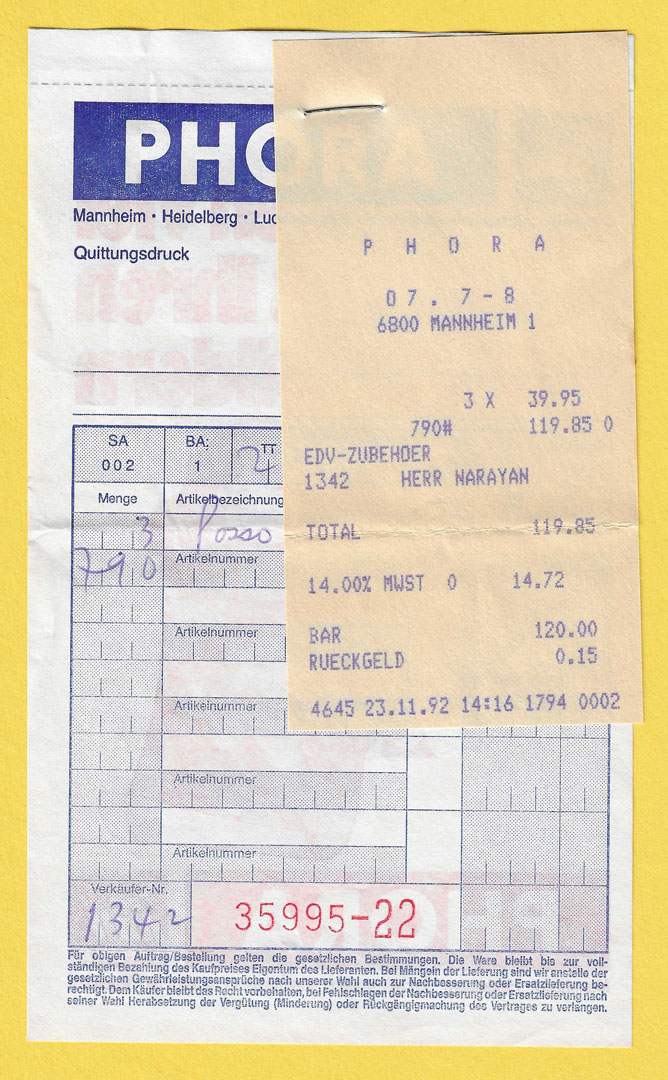 PHO
Mannheim · Heidelberg · Luc
Quittungsdruck
PHORA
07. 7-8
6800 MANNHEIM 1
3 X 39.95
790# 119.85 0
EDV-ZUBEHOER
1342 HERR NARAYAN
TOTAL 119.85
14.00% MWST 0 14.72
BAR 120.00
RUECKGELD 0.15
4645 23.11.92 14:16 1794 0002
SA BA: TT
002 1 2
Menge Artikelbezeichnung
3 Posso
790 Artikelnummer
Artikelnummer
Artikelnummer
Artikelnummer
Artikelnummer
Verkäufer-Nr.
1342 35995-22
Für obigen Auftrag/Bestellung gelten die gesetzlichen Bestimmungen. Die Ware bleibt bis zur voll-
ständigen Bezahlung des Kaufpreises Eigentum des Lieferanten. Bei Mängeln der Lieferung sind wir anstelle der
gesetzlichen Gewährleistungsansprüche nach unserer Wahl auch zur Nachbesserung oder Ersatzlieferung be-
rechtigt. Dem Käufer bleibt das Recht vorbehalten, bei Fehlschlagen der Nachbesserung oder Ersatzlieferung nach
seiner Wahl Herabsetzung der Vergütung (Minderung) oder Rückgängigmachung des Vertrages zu verlangen.